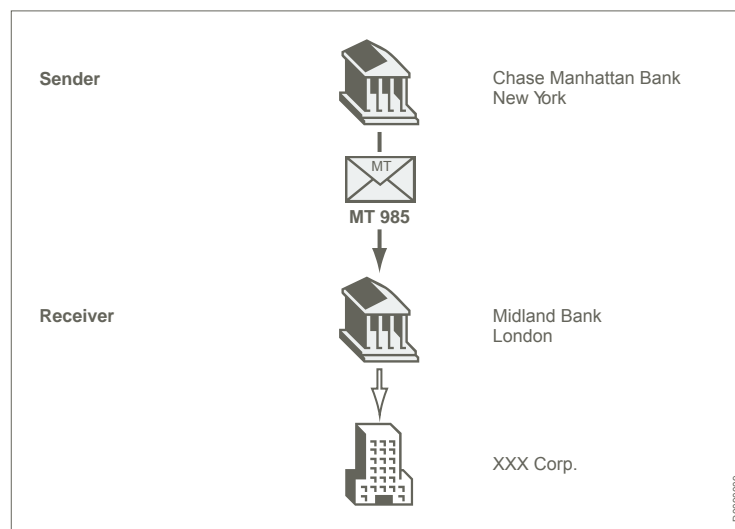 Sender
Chase Manhattan Bank
New York
MT
MT 985
Receiver
Midland Bank
London
XXX Corp.